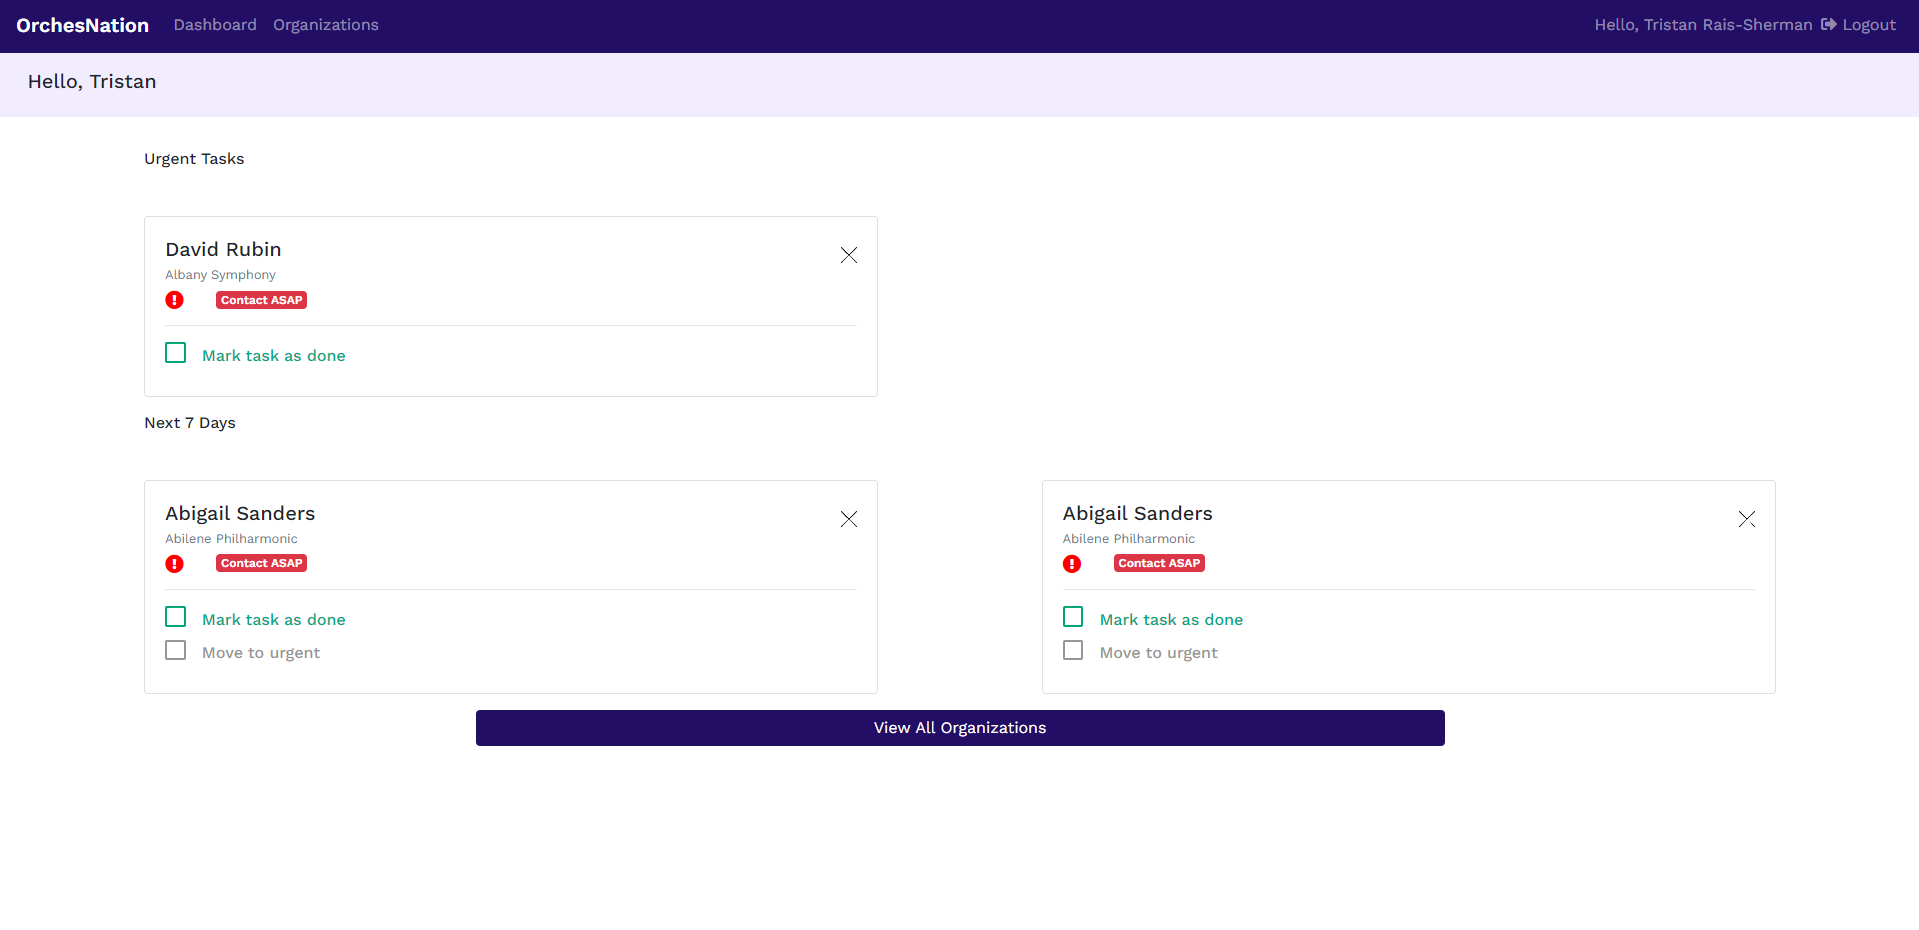 OrchesNation Dashboard Organizations Hello, Tristan Rais-Sherman Logout
Hello, Tristan
Urgent Tasks
David Rubin
Albany Symphony
Contact ASAP
Mark task as done
Next 7 Days
Abigail Sanders
Abilene Philharmonic
Contact ASAP
Mark task as done
Move to urgent
Abigail Sanders
Abilene Philharmonic
Contact ASAP
Mark task as done
Move to urgent
View All Organizations